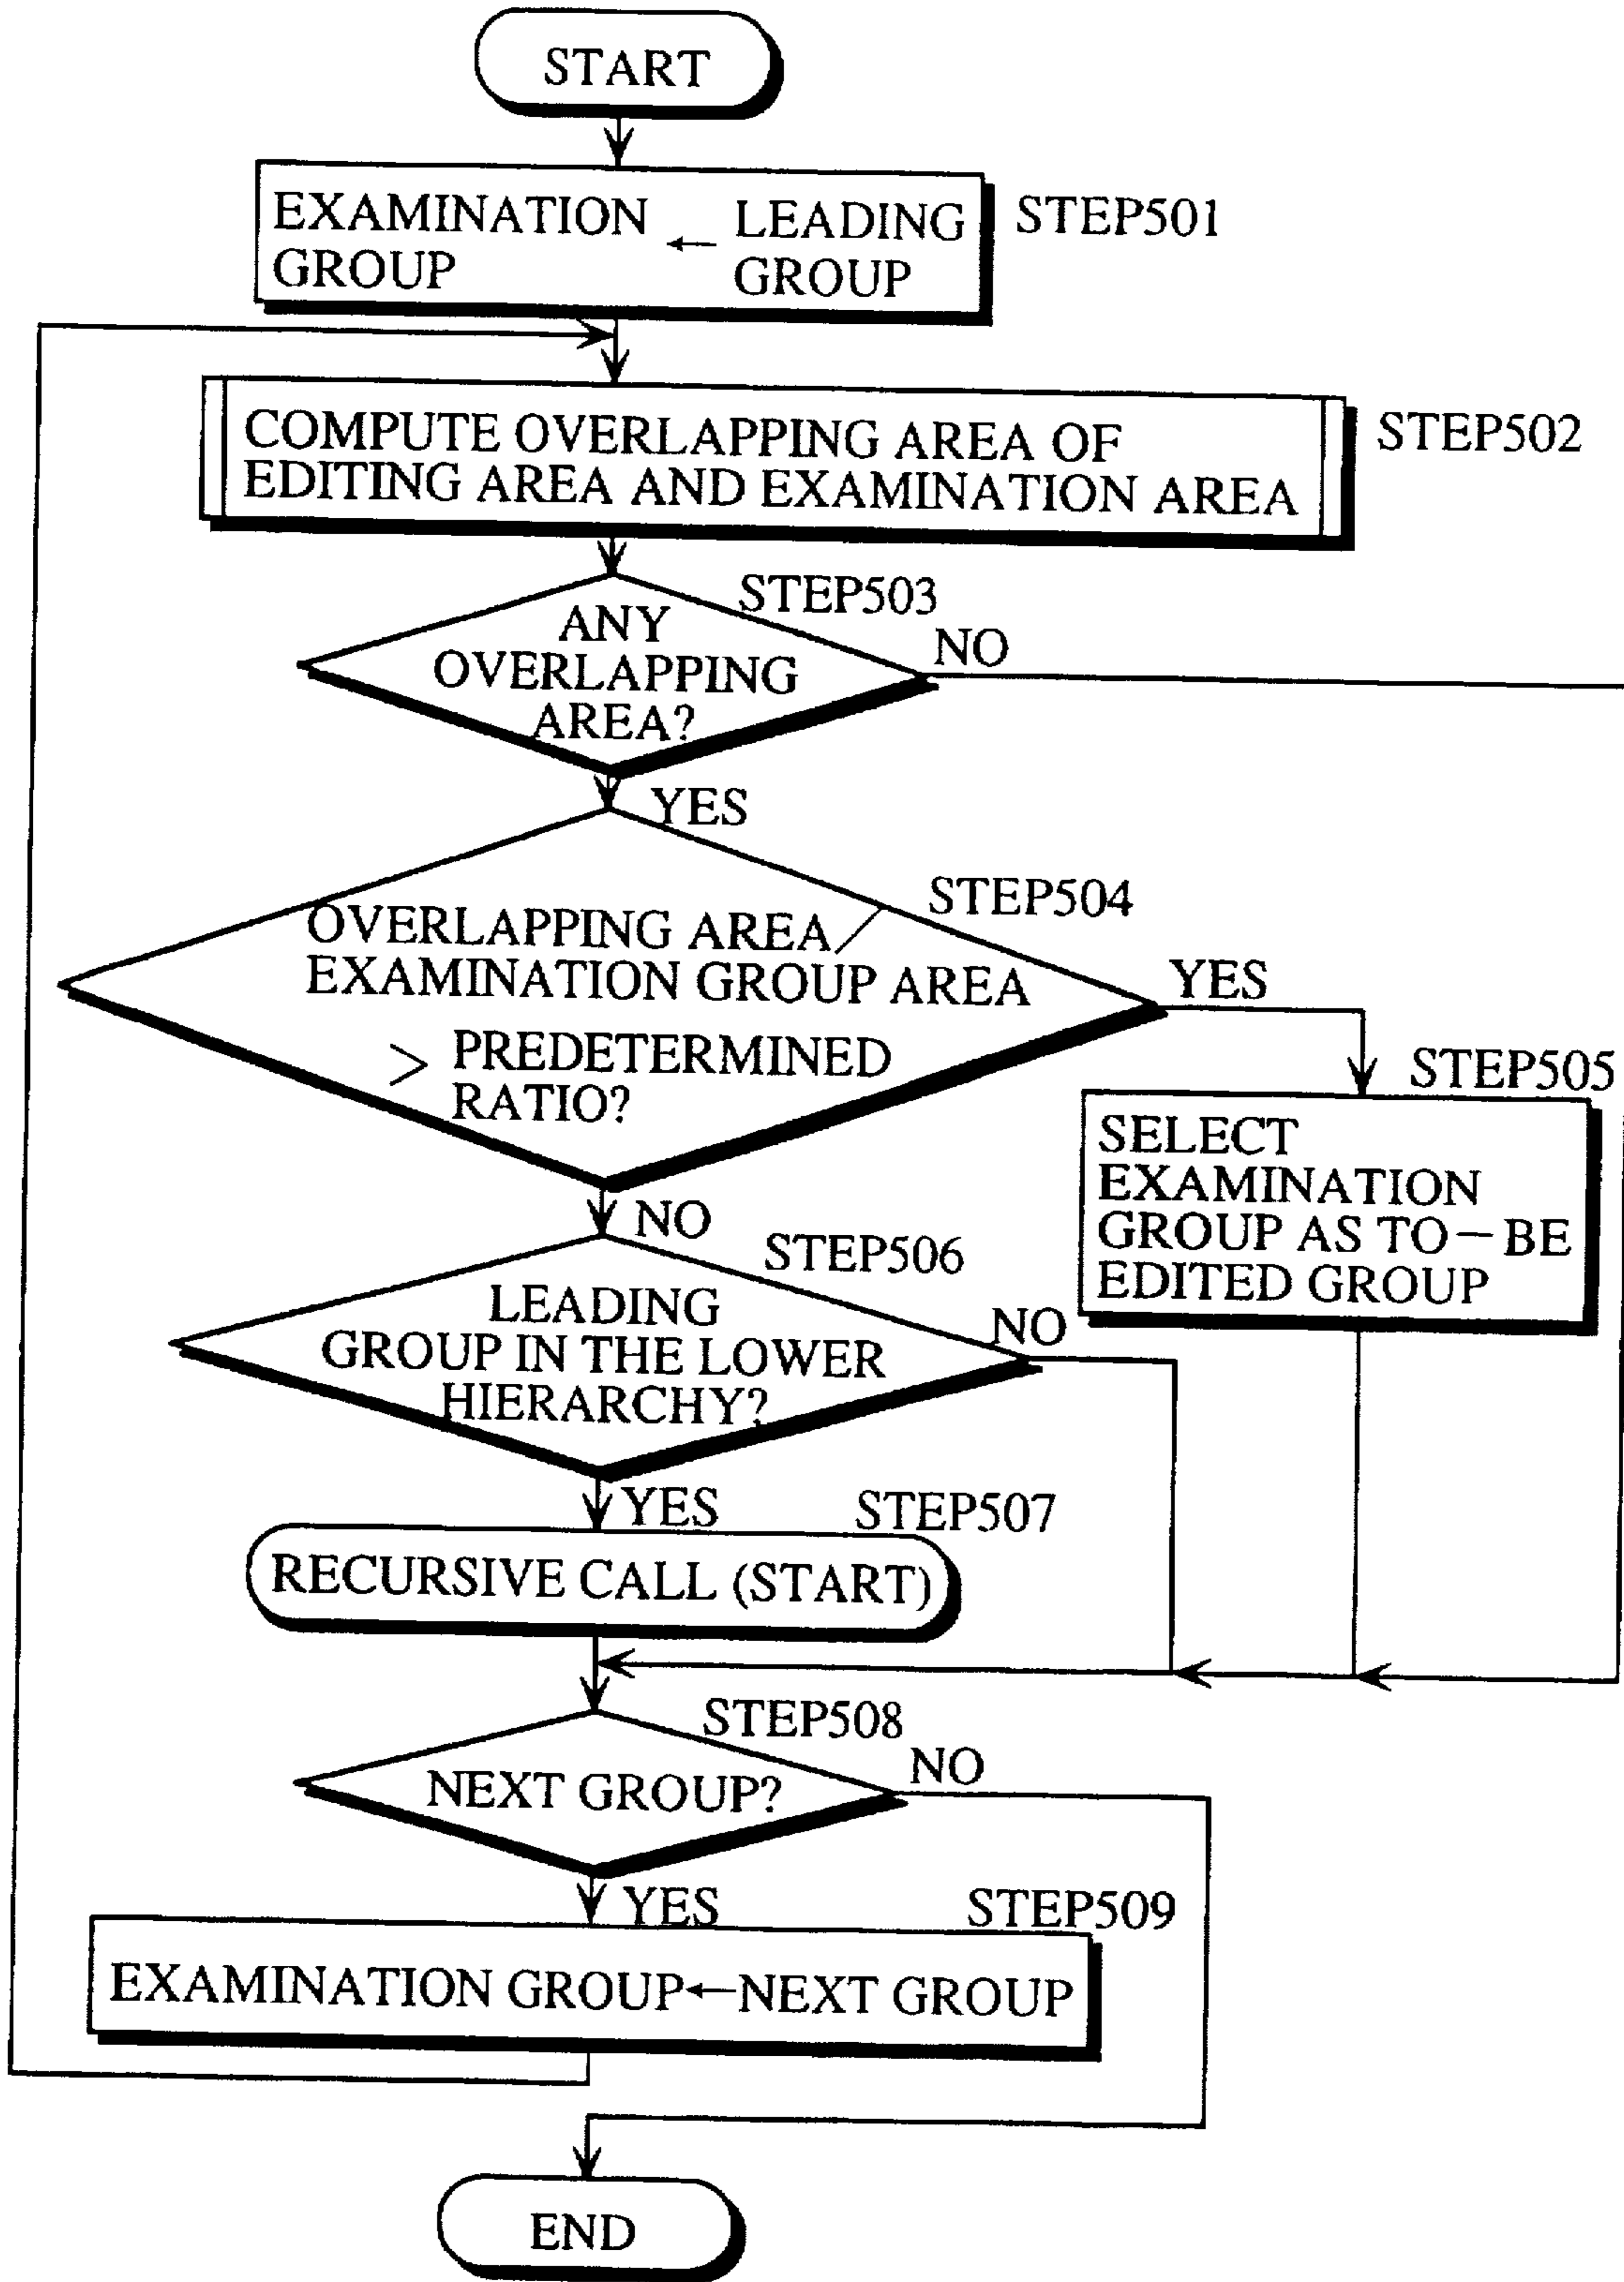 START
EXAMINATION
GROUP
←
LEADING
GROUP
STEP501
COMPUTE OVERLAPPING AREA OF
EDITING AREA AND EXAMINATION AREA
STEP502
STEP503
ANY
OVERLAPPING
AREA?
NO
YES
STEP504
OVERLAPPING AREA /
EXAMINATION GROUP AREA
> PREDETERMINED
RATIO?
YES
STEP505
SELECT
EXAMINATION
GROUP AS TO-BE
EDITED GROUP
NO
STEP506
LEADING
GROUP IN THE LOWER
HIERARCHY?
NO
YES
STEP507
RECURSIVE CALL (START)
STEP508
NEXT GROUP?
NO
YES
STEP509
EXAMINATION GROUP←NEXT GROUP
END